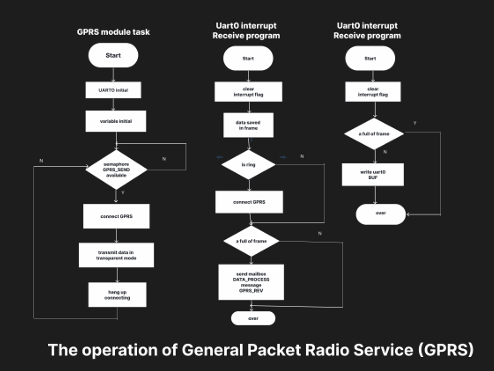 GPRS module task
Start
UART0 initial
variable initial
semaphore
GPRS_SEND
available
N
N
Y
connect GPRS
transmit data in
transparent mode
hang up
connecting
Uart0 interrupt
Receive program
Start
clear
interrupt flag
data saved
in frame
is ring
N
connect GPRS
a full of frame
N
send mailbox
DATA_PROCESS
message
GPRS_REV
over
Uart0 interrupt
Receive program
Start
clear
interrupt flag
a full of frame
Y
N
write uart0
BUF
over
The operation of General Packet Radio Service (GPRS)